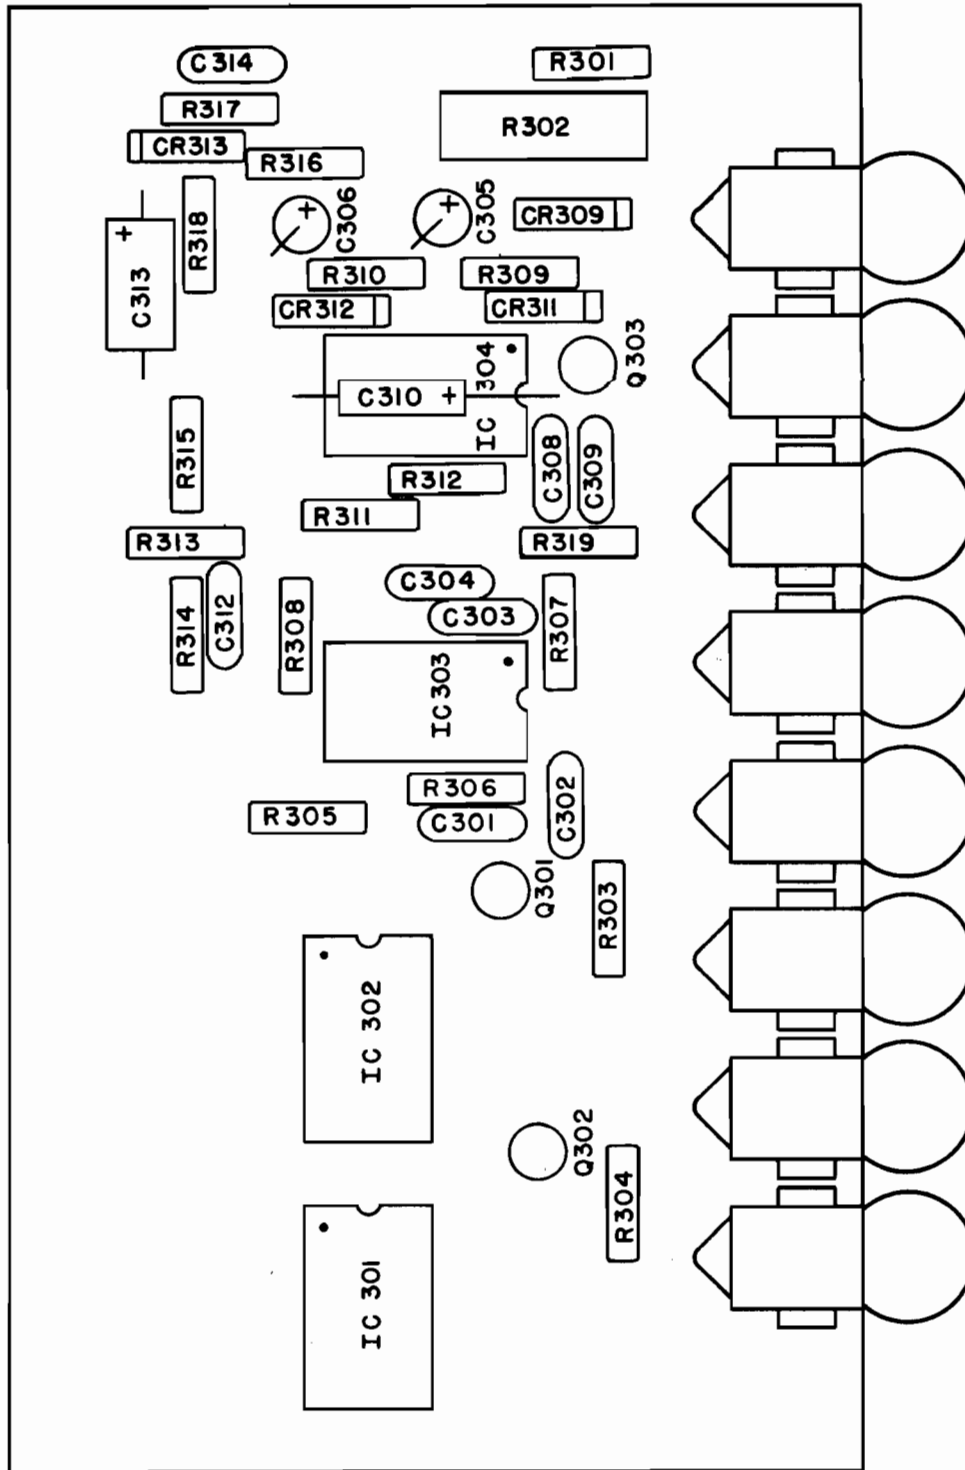 C314
R301
R317
R302
CR313
R316
C306
C305
CR309
R318
+
+
+
C313
R310
R309
CR312
CR311
Q303
IC 304
C310 +
R315
R312
C308
C309
R311
R313
R319
C304
C303
R314
C312
R308
R307
IC303
R306
R305
C301
C302
Q301
R303
IC 302
Q302
R304
IC 301